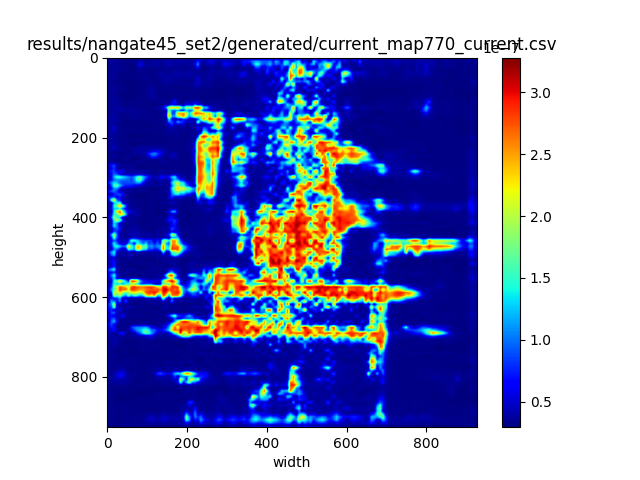 results/nangate45_set2/generated/current_map770_current.csv
1e−7
0
200
400
600
800
height
0 200 400 600 800
width
3.0
2.5
2.0
1.5
1.0
0.5